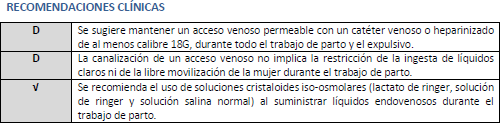 RECOMENDACIONES CLÍNICAS
D Se sugiere mantener un acceso venoso permeable con un catéter venoso o heparinizado
de al menos calibre 18G, durante todo el trabajo de parto y el expulsivo.
D La canalización de un acceso venoso no implica la restricción de la ingesta de líquidos
claros ni de la libre movilización de la mujer durante el trabajo de parto.
√ Se recomienda el uso de soluciones cristaloides iso-osmolares (lactato de ringer, solución
de ringer y solución salina normal) al suministrar líquidos endovenosos durante el
trabajo de parto.